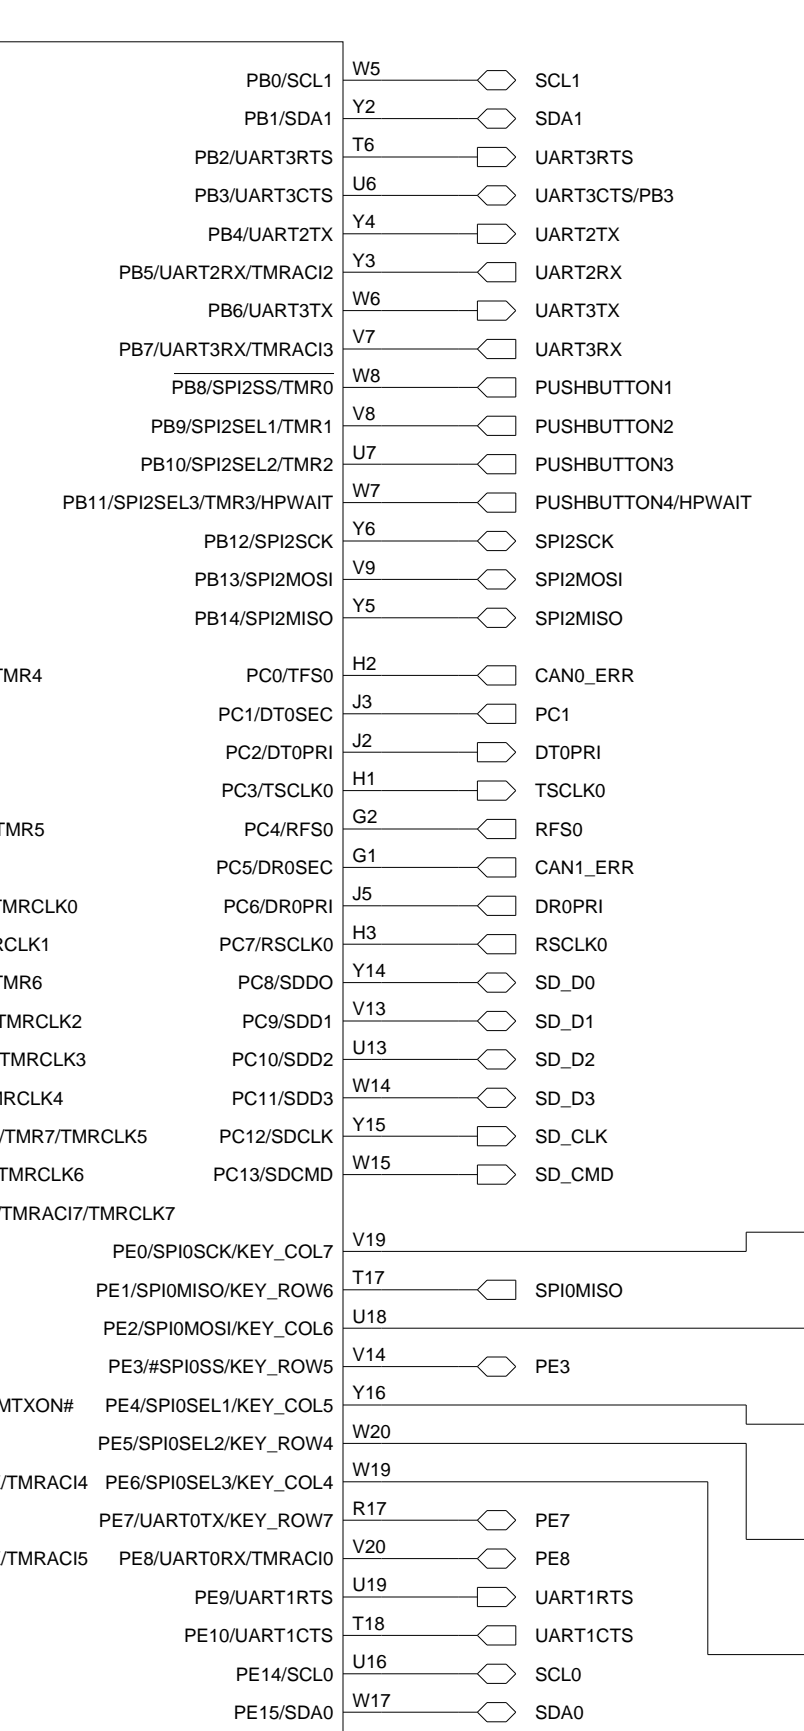 PB0/SCL1 W5 SCL1
PB1/SDA1 Y2 SDA1
PB2/UART3RTS T6 UART3RTS
PB3/UART3CTS U6 UART3CTS/PB3
PB4/UART2TX Y4 UART2TX
PB5/UART2RX/TMRACI2 Y3 UART2RX
PB6/UART3TX W6 UART3TX
PB7/UART3RX/TMRACI3 V7 UART3RX
PB8/SPI2SS/TMR0 W8 PUSHBUTTON1
PB9/SPI2SEL1/TMR1 V8 PUSHBUTTON2
PB10/SPI2SEL2/TMR2 U7 PUSHBUTTON3
PB11/SPI2SEL3/TMR3/HPWAIT W7 PUSHBUTTON4/HPWAIT
PB12/SPI2SCK Y6 SPI2SCK
PB13/SPI2MOSI V9 SPI2MOSI
PB14/SPI2MISO Y5 SPI2MISO
TMR4 PC0/TFS0 H2 CAN0_ERR
PC1/DT0SEC J3 PC1
PC2/DT0PRI J2 DT0PRI
PC3/TSCLK0 H1 TSCLK0
TMR5 PC4/RFS0 G2 RFS0
PC5/DR0SEC G1 CAN1_ERR
TMRCLK0 PC6/DR0PRI J5 DR0PRI
RCLK1 PC7/RSCLK0 H3 RSCLK0
TMR6 PC8/SDDO Y14 SD_D0
TMRCLK2 PC9/SDD1 V13 SD_D1
TMRCLK3 PC10/SDD2 U13 SD_D2
MRCLK4 PC11/SDD3 W14 SD_D3
/TMR7/TMRCLK5 PC12/SDCLK Y15 SD_CLK
TMRCLK6 PC13/SDCMD W15 SD_CMD
/TMRACI7/TMRCLK7
PE0/SPI0SCK/KEY_COL7 V19
PE1/SPI0MISO/KEY_ROW6 T17 SPI0MISO
PE2/SPI0MOSI/KEY_COL6 U18
PE3/#SPI0SS/KEY_ROW5 V14 PE3
MTXON# PE4/SPI0SEL1/KEY_COL5 Y16
PE5/SPI0SEL2/KEY_ROW4 W20
/TMRACI4 PE6/SPI0SEL3/KEY_COL4 W19
PE7/UART0TX/KEY_ROW7 R17 PE7
/TMRACI5 PE8/UART0RX/TMRACI0 V20 PE8
PE9/UART1RTS U19 UART1RTS
PE10/UART1CTS T18 UART1CTS
PE14/SCL0 U16 SCL0
PE15/SDA0 W17 SDA0